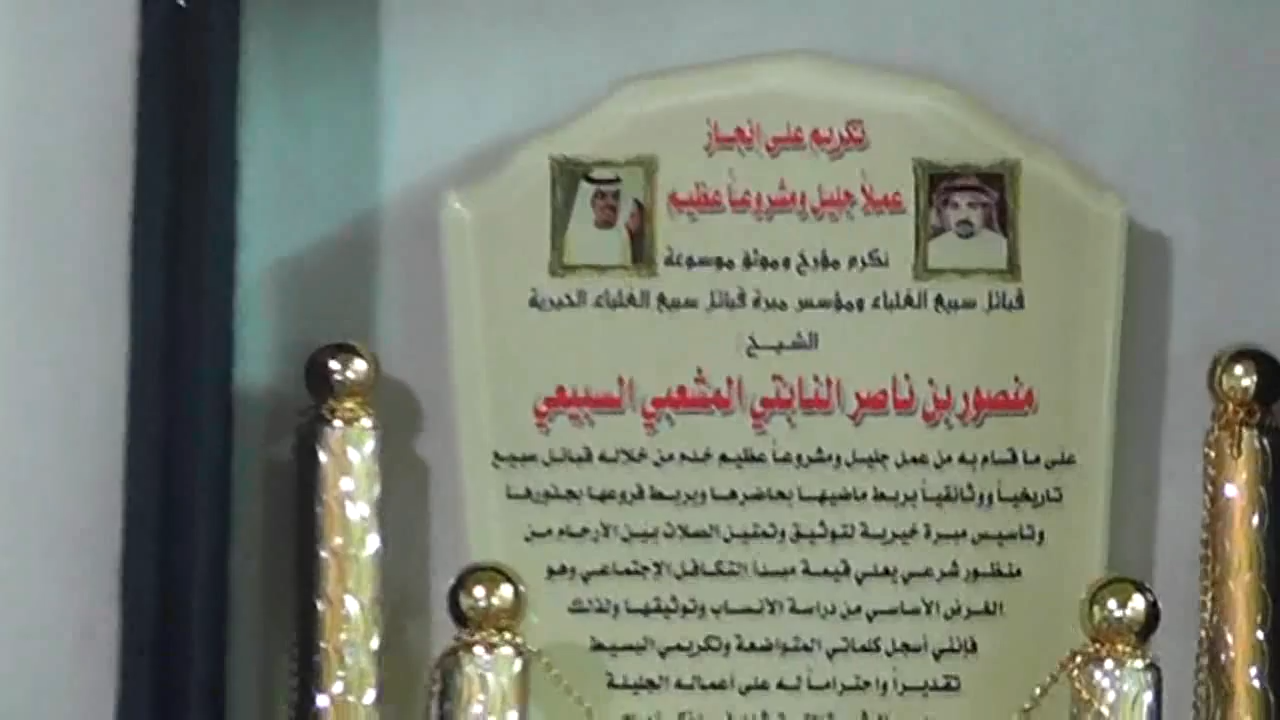 تكريم على انجاز
عملاً جليل ومشروعاً عظيم
نكرم مؤرخ وموثق موسوعة
قبائل سبيع الغلباء ومؤسس مبرة قبائل سبيع الغلباء الخيرية
الشيخ
منصور بن ناصر النابتي المشعبي السبيعي
على ما قام به من عمل جليل ومشروعاً عظيم خدم من خلاله قبائل سبيع
تاريخياً ووثائقياً يربط ماضيها بحاضرها ويربط فروعها بجذورها
وتأسيس مبرة خيرية لتوثيق وتمتين الصلات بين الأرحام من
منظور شرعي يعلي قيمة مبدأ التكافل الإجتماعي وهو
الغرض الأساسي من دراسة الأنساب وتوثيقها ولذلك
فإنني أسجل كلماتي المتواضعة وتكريمي البسيط
تقديراً واحتراماً له على أعماله الجليلة